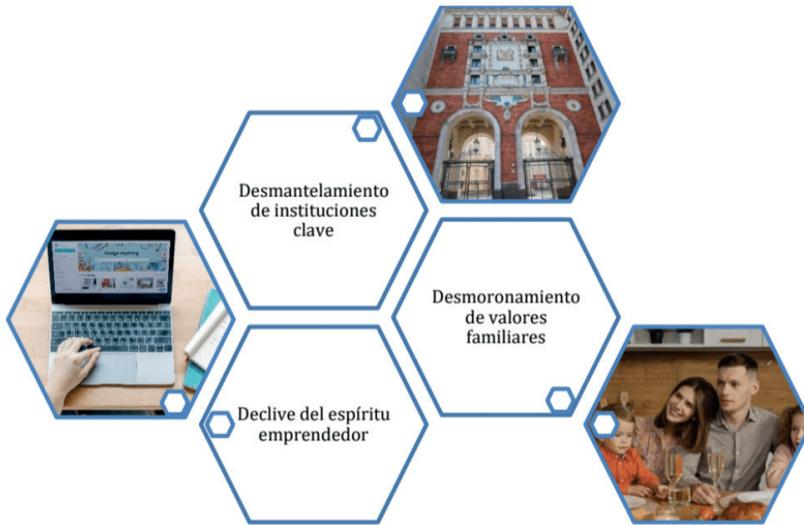 Desmantelamiento
de instituciones
clave
Desmoronamiento
de valores
familiares
Declive del espíritu
emprendedor